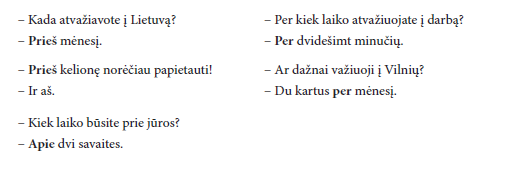 – Kada atvažiavote į Lietuvą?
– Prieš mėnesį.
– Prieš kelionę norėčiau papietauti!
– Ir aš.
– Kiek laiko būsite prie jūros?
– Apie dvi savaites.
– Per kiek laiko atvažiuojate į darbą?
– Per dvidešimt minučių.
– Ar dažnai važiuoji į Vilnių?
– Du kartus per mėnesį.